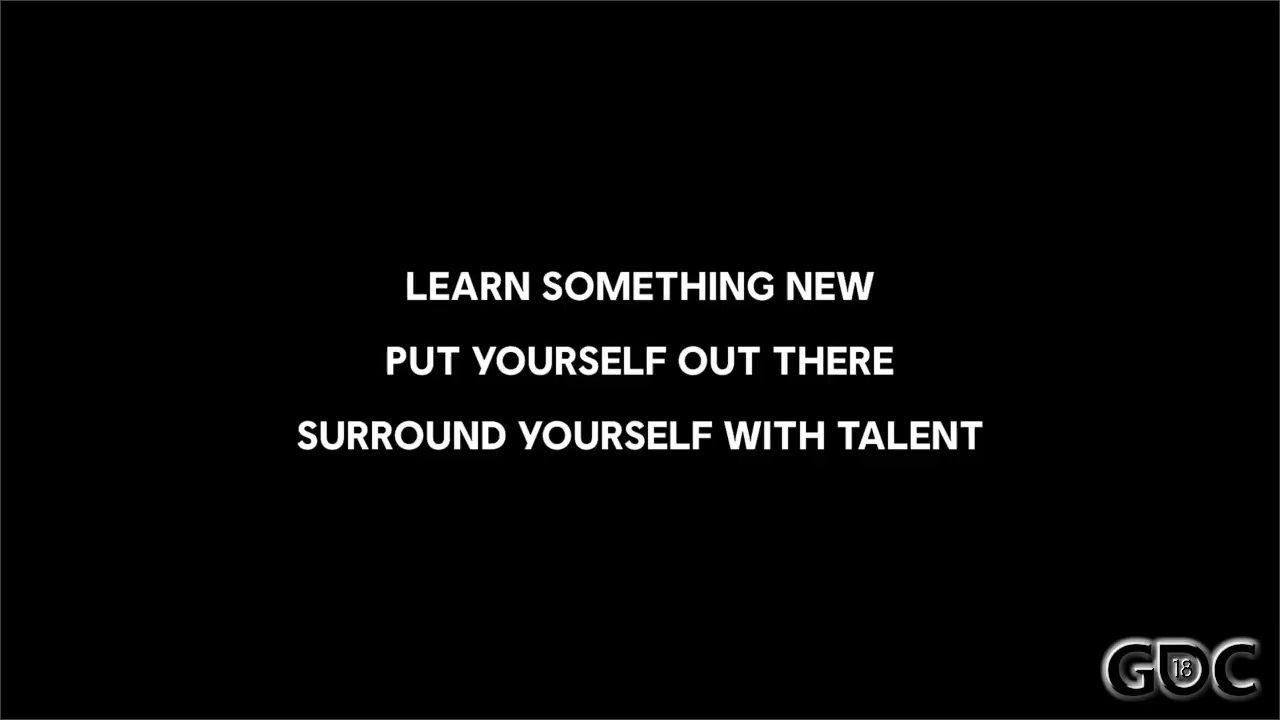 LEARN SOMETHING NEW
PUT YOURSELF OUT THERE
SURROUND YOURSELF WITH TALENT
GDC
18